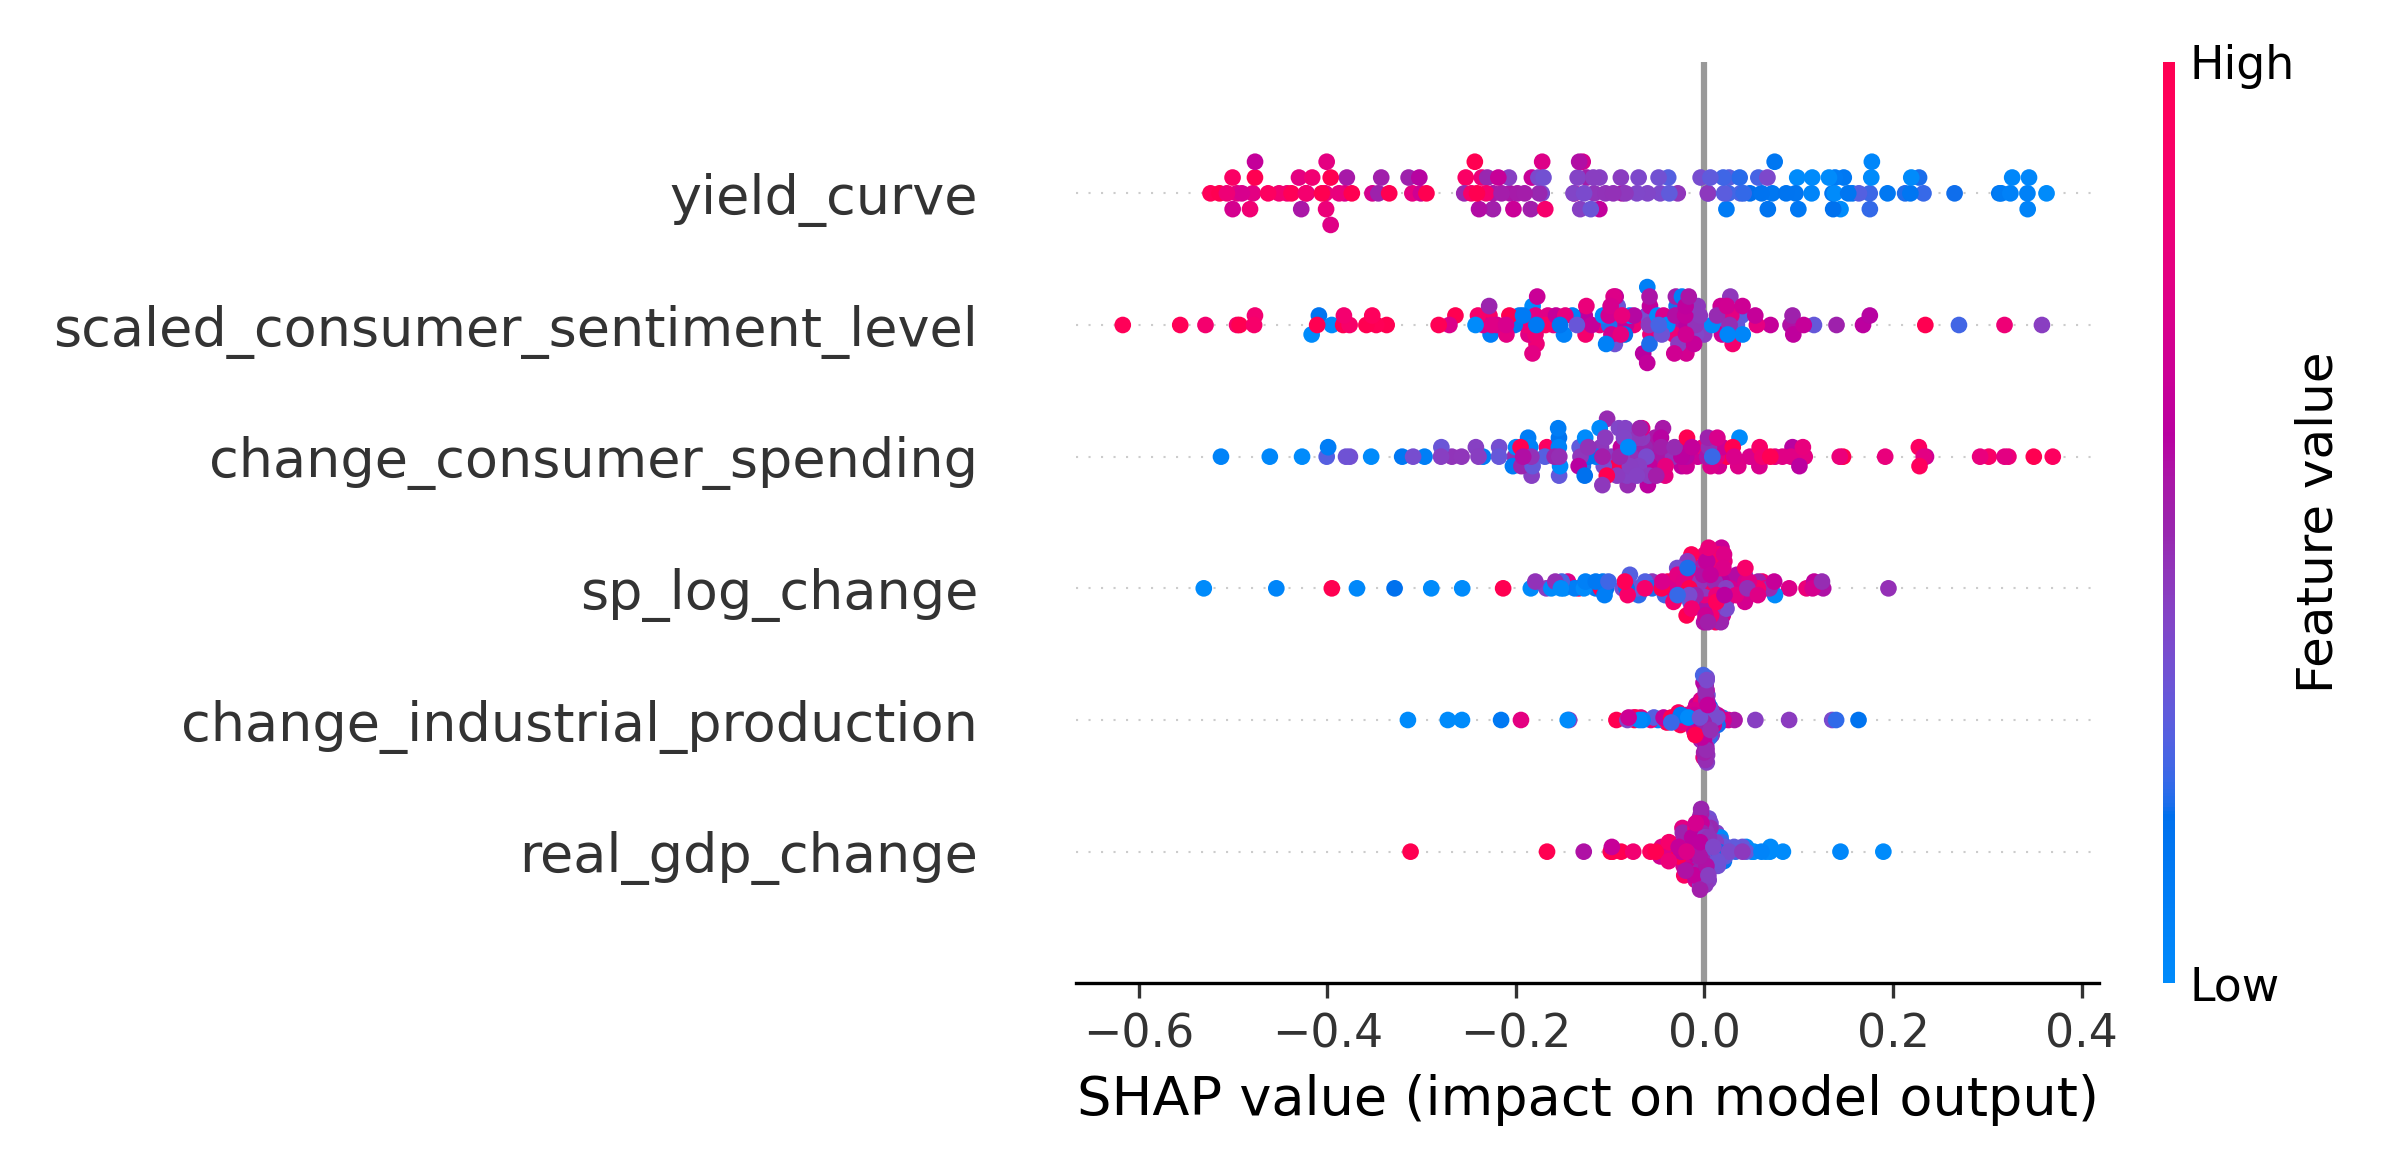 High
yield_curve
scaled_consumer_sentiment_level
change_consumer_spending
sp_log_change
change_industrial_production
real_gdp_change
Feature value
Low
−0.6 −0.4 −0.2 0.0 0.2 0.4
SHAP value (impact on model output)